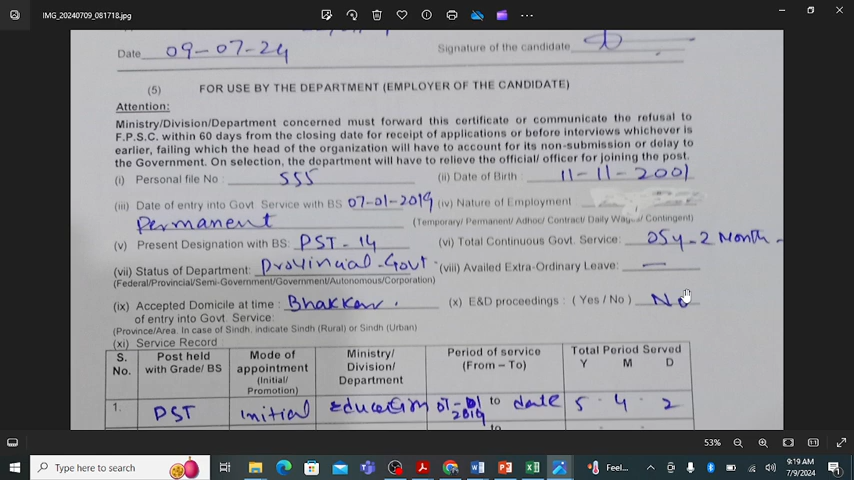 IMG_20240709_081718.jpg
Date 09-07-24 Signature of the candidate
(5) FOR USE BY THE DEPARTMENT (EMPLOYER OF THE CANDIDATE)
Attention:
Ministry/Division/Department concerned must forward this certificate or communicate the refusal to
F.P.S.C. within 60 days from the closing date for receipt of applications or before interviews whichever is
earlier, failing which the head of the organization will have to account for its non-submission or delay to
the Government. On selection, the department will have to relieve the official/ officer for joining the post.
(i) Personal file No 555 (ii) Date of Birth 11-11-2001
(iii) Date of entry into Govt Service with BS 07-01-2019 (iv) Nature of Employment
Permanent (Temporary/ Permanent/ Adhoc/ Contract/ Daily Wages/ Contingent)
(v) Present Designation with BS: PST-14 (vi) Total Continuous Govt. Service: 05y-2 Month-
(vii) Status of Department: Provincial-Govt (viii) Availed Extra-Ordinary Leave: —
(Federal/Provincial/Semi-Government/Government/Autonomous/Corporation)
(ix) Accepted Domicile at time : Bhakkar. (x) E&D proceedings : (Yes / No) No
of entry into Govt. Service
(Province/Area. In case of Sindh, indicate Sindh (Rural) or Sindh (Urban)
(xi) Service Record :
S. No. Post held with Grade/ BS Mode of appointment (Initial/ Promotion) Ministry/ Division/ Department Period of service (From - To) Total Period Served Y M D
1. PST initial Education 07-01 2019 to date 5 4 2
to
53%
Type here to search
Feel...
9:19 AM
7/9/2024